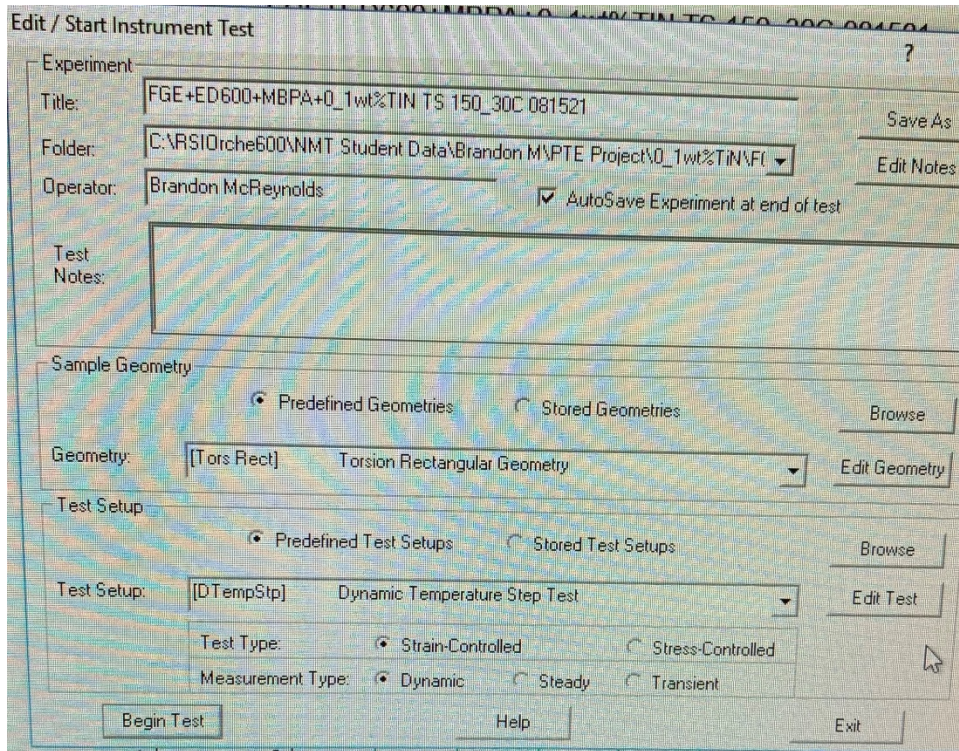 Edit / Start Instrument Test
?
Experiment
Title: FGE+ED600+MBPA+0_1wt%TIN TS 150_30C 081521
Save As
Folder: C:\RSIOrche600\NMT Student Data\Brandon M\PTE Project\0_1wt%TiN\F(
Edit Notes
Operator: Brandon McReynolds
AutoSave Experiment at end of test
Test
Notes:
Sample Geometry
Predefined Geometries Stored Geometries Browse
Geometry: [Tors Rect] Torsion Rectangular Geometry Edit Geometry
Test Setup
Predefined Test Setups Stored Test Setups Browse
Test Setup: [DTempStp] Dynamic Temperature Step Test Edit Test
Test Type: Strain-Controlled Stress-Controlled
Measurement Type: Dynamic Steady Transient
Begin Test Help Exit